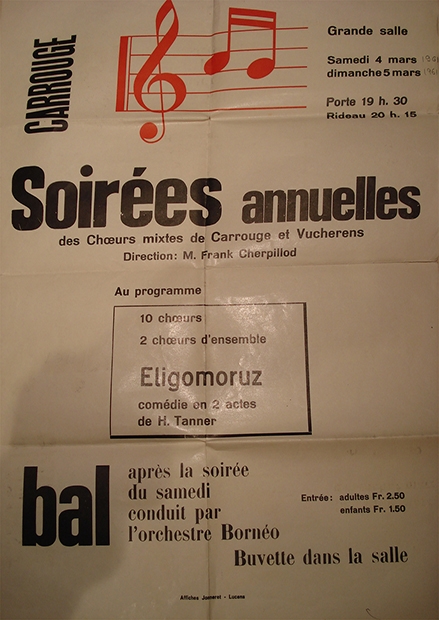 CARROUGE
Grande salle
Samedi 4 mars
dimanche 5 mars
Porte 19 h. 30
Rideau 20 h. 15
Soirées annuelles
des Chœurs mixtes de Carrouge et Vucherens
Direction: M. Frank Cherpillod
Au programme
10 chœurs
2 chœurs d'ensemble
Eligomoruz
comédie en 2 actes
de H. Tanner
bal
après la soirée
du samedi
conduit par
l'orchestre Bornéo
Entrée: adultes Fr. 2.50
enfants Fr. 1.50
Buvette dans la salle
Affiches Jomeret - Lucens